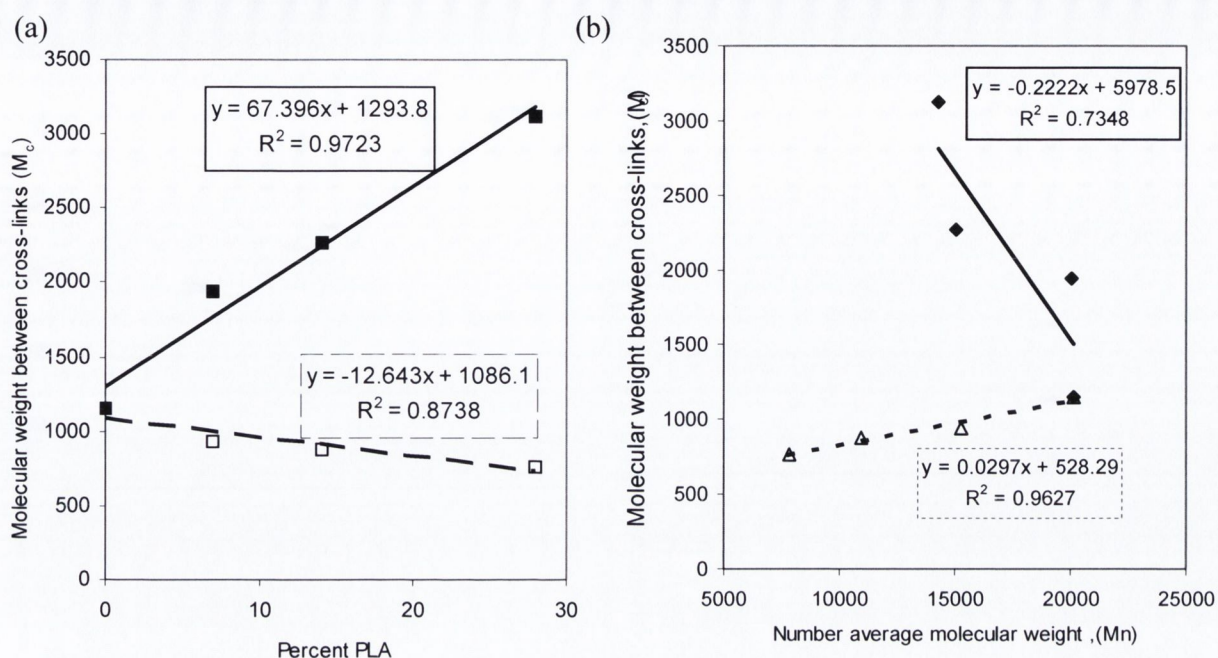 (a)
3500
3000
2500
2000
1500
1000
500
0
0 10 20 30
Molecular weight between cross-links (M_c)
Percent PLA
y = 67.396x + 1293.8
R² = 0.9723
y = -12.643x + 1086.1
R² = 0.8738
(b)
3500
3000
2500
2000
1500
1000
500
0
5000 10000 15000 20000 25000
Molecular weight between cross-links,(M_c)
Number average molecular weight ,(Mn)
y = -0.2222x + 5978.5
R² = 0.7348
y = 0.0297x + 528.29
R² = 0.9627